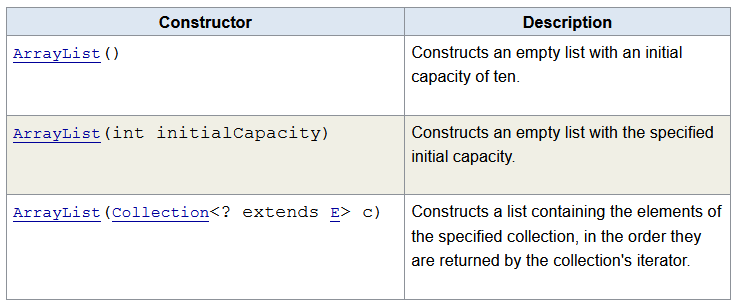 Constructor Description
ArrayList() Constructs an empty list with an initial
capacity of ten.
ArrayList(int initialCapacity) Constructs an empty list with the specified
initial capacity.
ArrayList(Collection<? extends E> c) Constructs a list containing the elements of
the specified collection, in the order they
are returned by the collection's iterator.